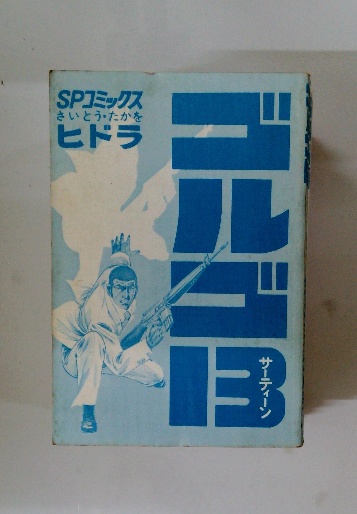 SPコミックス
さいとう・たかを
ヒドラ
ゴルゴ13
サーティーン